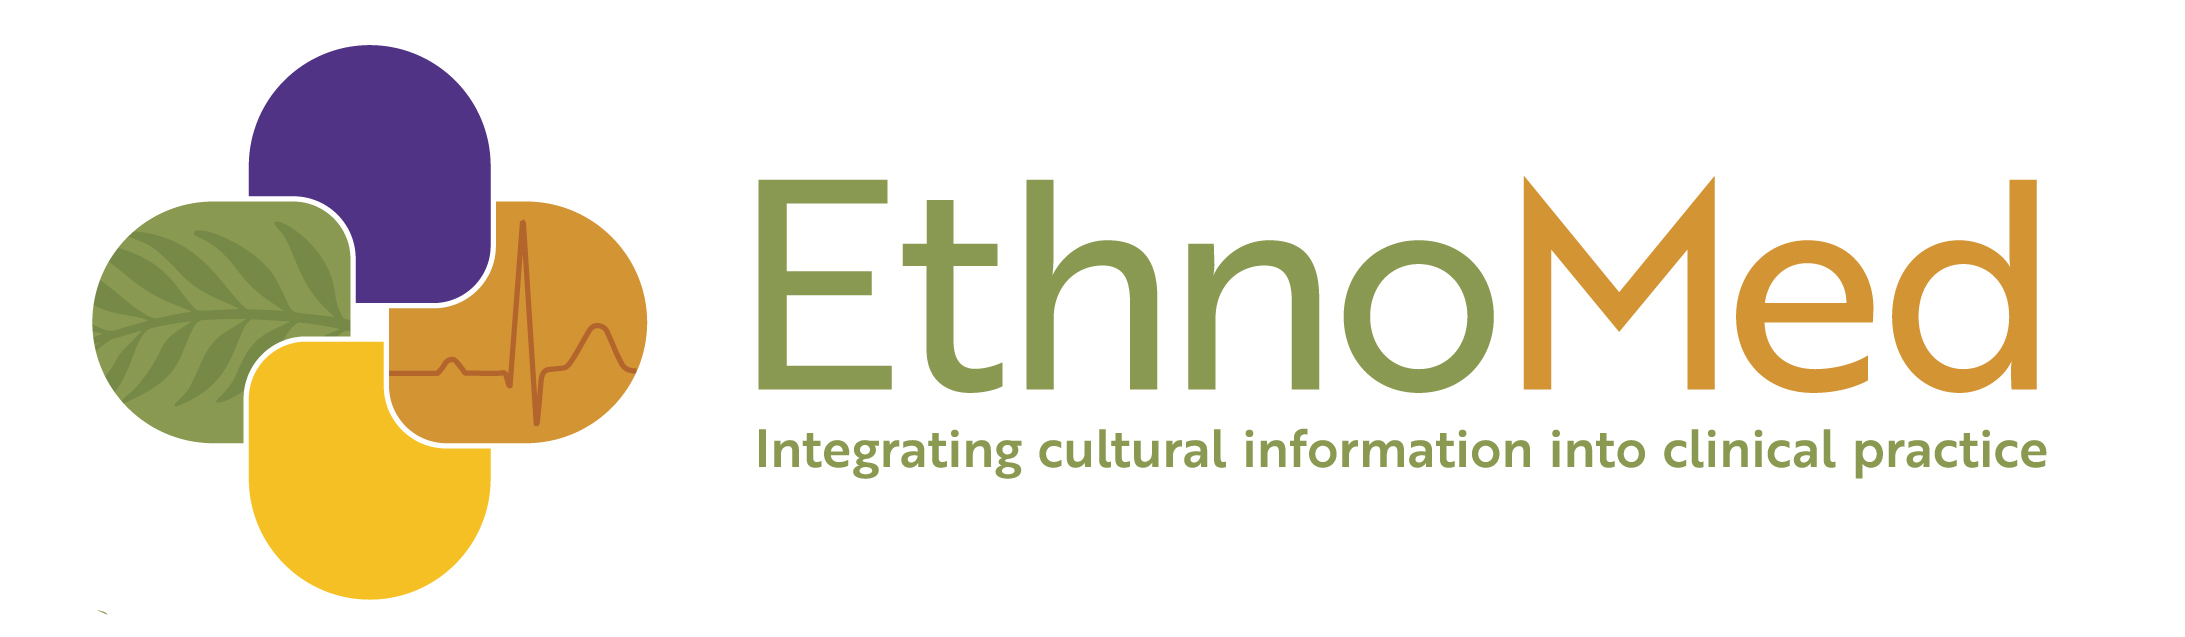 EthnoMed
Integrating cultural information into clinical practice